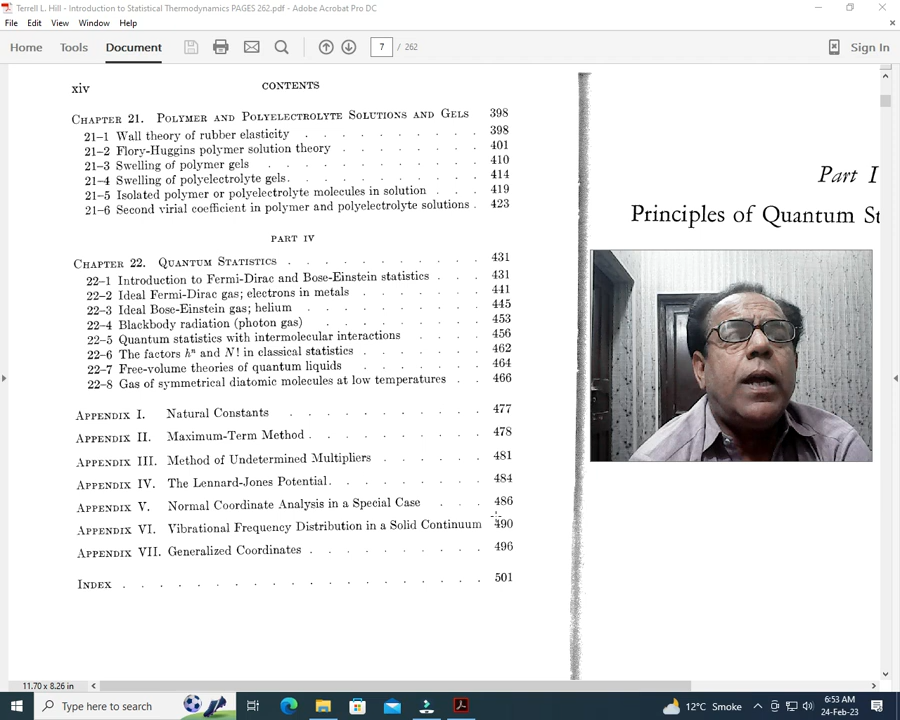 Terrell L. Hill - Introduction to Statistical Thermodynamics PAGES 262.pdf - Adobe Acrobat Pro DC
File Edit View Window Help
Home Tools Document 7 / 262 Sign In
xiv CONTENTS
CHAPTER 21. POLYMER AND POLYELECTROLYTE SOLUTIONS AND GELS 398
21–1 Wall theory of rubber elasticity . . . . . . . . . . 398
21–2 Flory-Huggins polymer solution theory . . . . . . . . 401
21–3 Swelling of polymer gels . . . . . . . . . . . 410
21–4 Swelling of polyelectrolyte gels. . . . . . . . . . 414
21–5 Isolated polymer or polyelectrolyte molecules in solution . . . 419
21–6 Second virial coefficient in polymer and polyelectrolyte solutions . 423
PART IV
CHAPTER 22. QUANTUM STATISTICS . . . . . . . . . . 431
22–1 Introduction to Fermi-Dirac and Bose-Einstein statistics . . . 431
22–2 Ideal Fermi-Dirac gas; electrons in metals . . . . . . . 441
22–3 Ideal Bose-Einstein gas; helium . . . . . . . . . 445
22–4 Blackbody radiation (photon gas) . . . . . . . . . 453
22–5 Quantum statistics with intermolecular interactions . . . . 456
22–6 The factors hⁿ and N! in classical statistics . . . . . . 462
22–7 Free-volume theories of quantum liquids . . . . . . . 464
22–8 Gas of symmetrical diatomic molecules at low temperatures . . 466
APPENDIX I. Natural Constants . . . . . . . . . 477
APPENDIX II. Maximum-Term Method . . . . . . . . 478
APPENDIX III. Method of Undetermined Multipliers . . . . . 481
APPENDIX IV. The Lennard-Jones Potential. . . . . . . 484
APPENDIX V. Normal Coordinate Analysis in a Special Case . . . 486
APPENDIX VI. Vibrational Frequency Distribution in a Solid Continuum 490
APPENDIX VII. Generalized Coordinates . . . . . . . . 496
INDEX . . . . . . . . . . . . . . . . . 501
Part I
Principles of Quantum St
11.70 x 8.26 in
Type here to search 12°C Smoke 6:53 AM
24-Feb-23